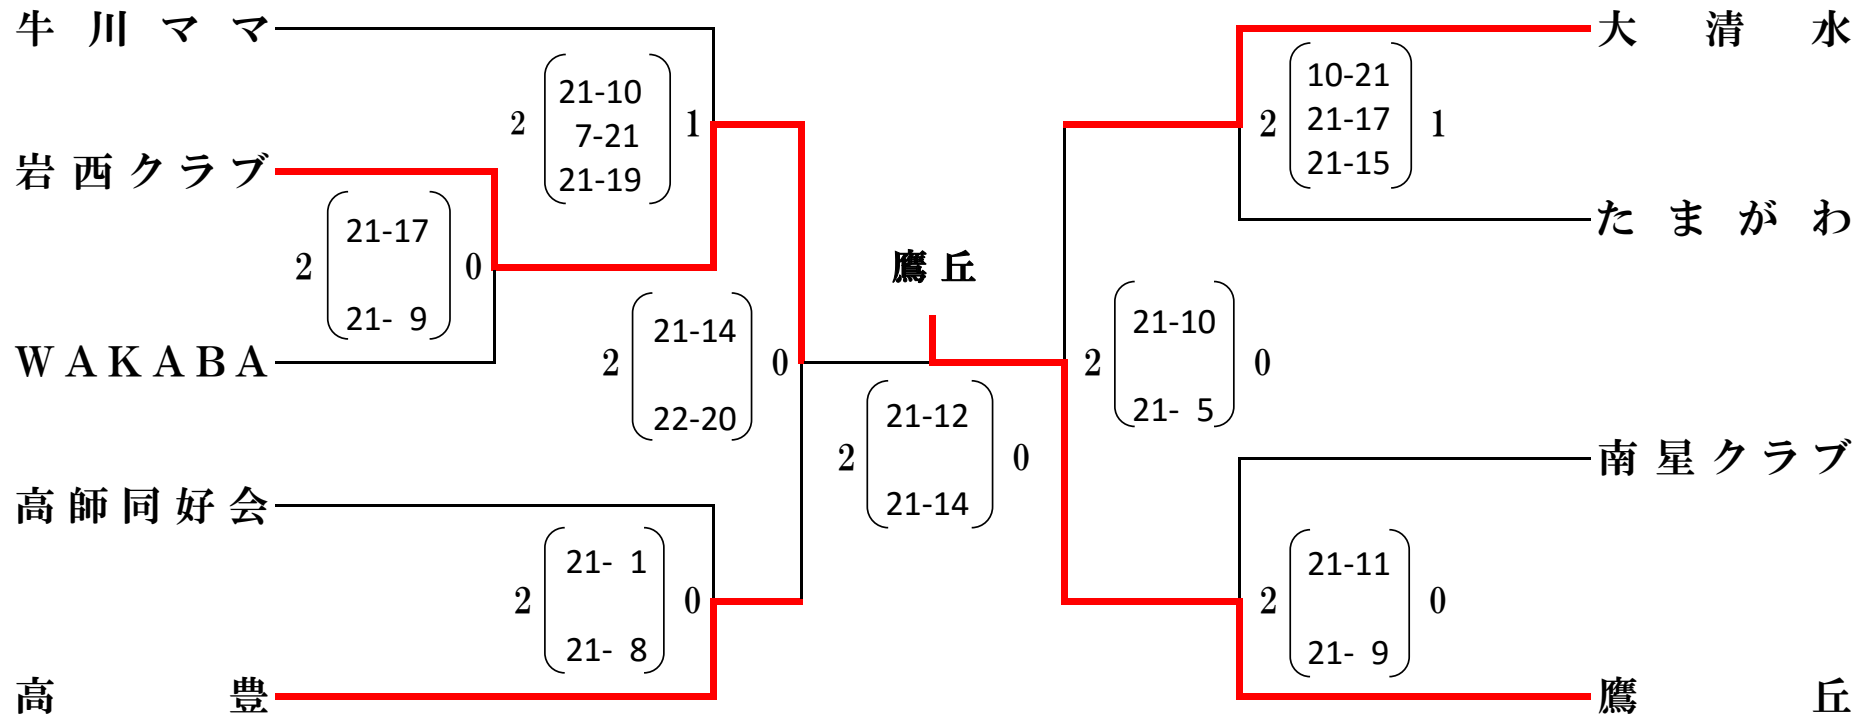 牛川ママ
岩西クラブ
WAKABA
高師同好会
高豊
2 21-10 1
7-21
21-19
2 21-17 0
21- 9
2 21-14 0
22-20
2 21- 1 0
21- 8
鷹丘
2 21-12 0
21-14
2 10-21 1
21-17
21-15
2 21-10 0
21- 5
2 21-11 0
21- 9
大清水
たまがわ
南星クラブ
鷹丘